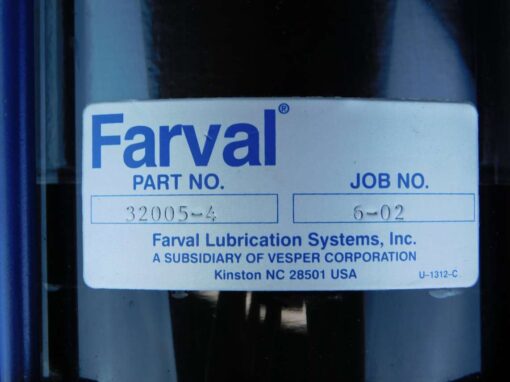 Farval®
PART NO. JOB NO.
32005-4 6-02
Farval Lubrication Systems, Inc.
A SUBSIDIARY OF VESPER CORPORATION
Kinston NC 28501 USA U-1312-C